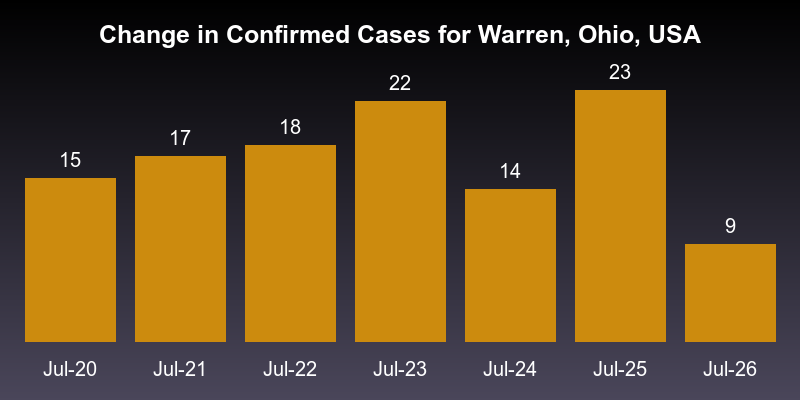 Change in Confirmed Cases for Warren, Ohio, USA
15
17
18
22
14
23
9
Jul-20
Jul-21
Jul-22
Jul-23
Jul-24
Jul-25
Jul-26